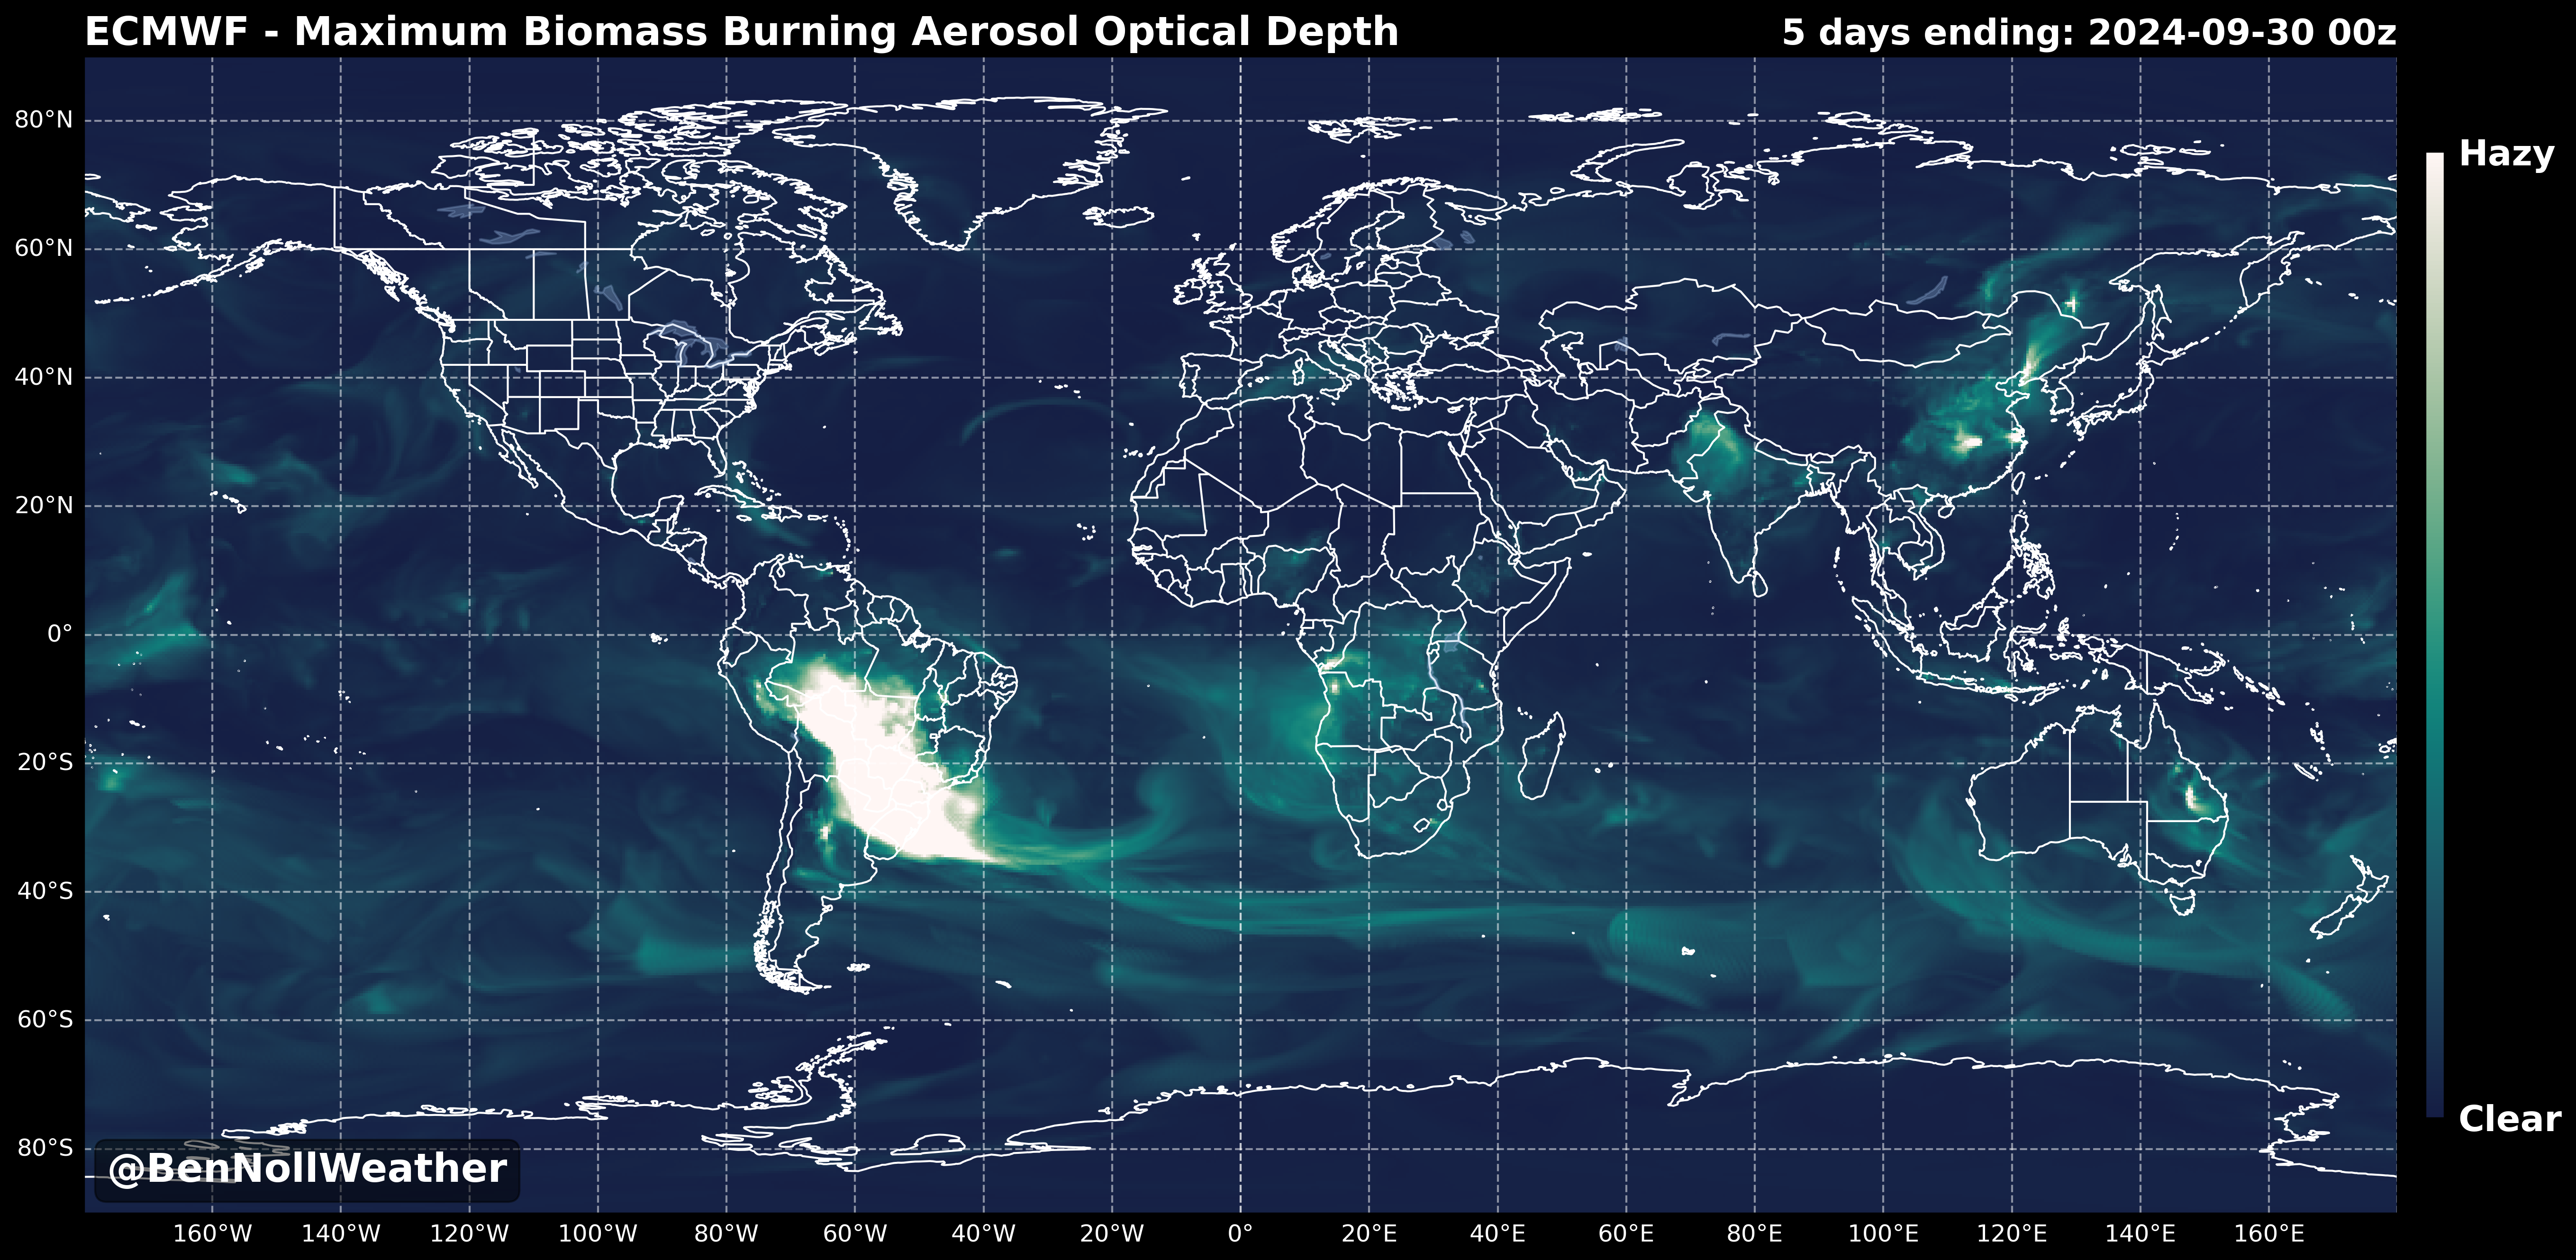 ECMWF - Maximum Biomass Burning Aerosol Optical Depth
5 days ending: 2024-09-30 00z
Hazy
Clear
80°N
60°N
40°N
20°N
0°
20°S
40°S
60°S
80°S
@BenNollWeather
160°W 140°W 120°W 100°W 80°W 60°W 40°W 20°W 0° 20°E 40°E 60°E 80°E 100°E 120°E 140°E 160°E